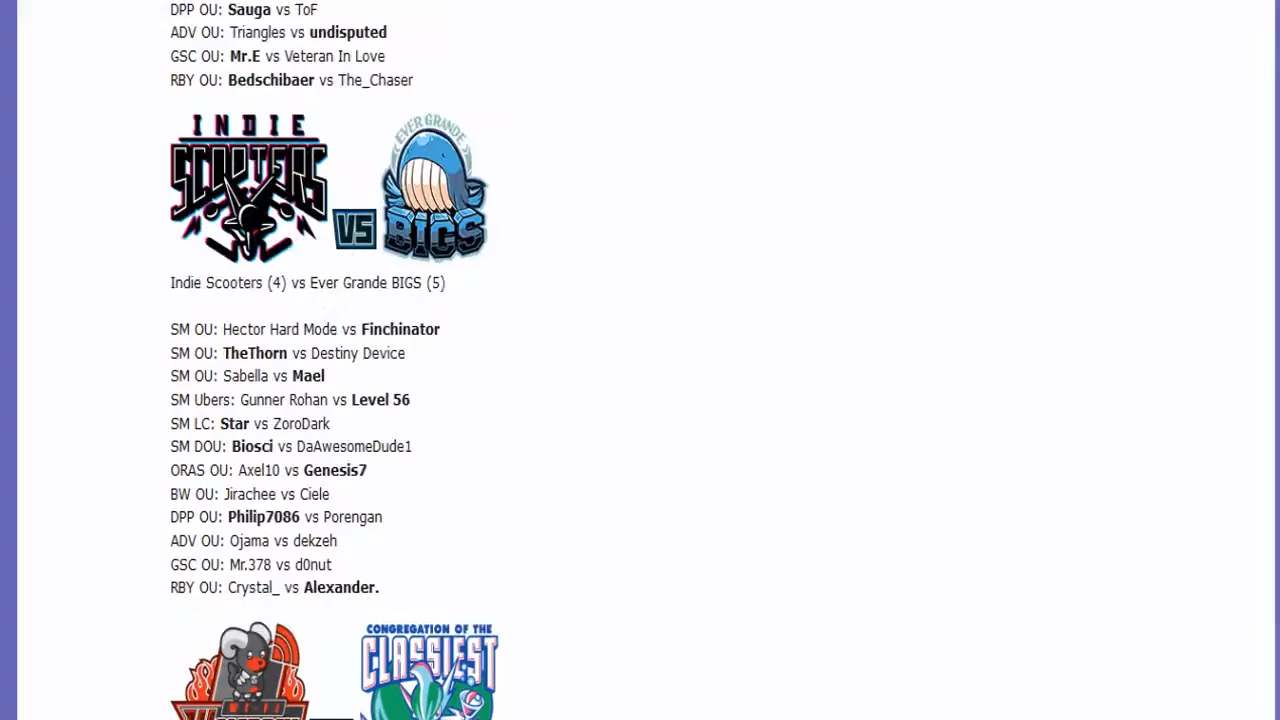 DPP OU: Sauga vs ToF
ADV OU: Triangles vs undisputed
GSC OU: Mr.E vs Veteran In Love
RBY OU: Bedschibaer vs The_Chaser
INDIE
SCOOTERS
VS
EVER GRANDE
BIGS
Indie Scooters (4) vs Ever Grande BIGS (5)
SM OU: Hector Hard Mode vs Finchinator
SM OU: TheThorn vs Destiny Device
SM OU: Sabella vs Mael
SM Ubers: Gunner Rohan vs Level 56
SM LC: Star vs ZoroDark
SM DOU: Biosci vs DaAwesomeDude1
ORAS OU: Axel10 vs Genesis7
BW OU: Jirachee vs Ciele
DPP OU: Philip7086 vs Porengan
ADV OU: Ojama vs dekzeh
GSC OU: Mr.378 vs d0nut
RBY OU: Crystal_ vs Alexander.
WI-FI
CONGREGATION OF THE
CLASSIEST